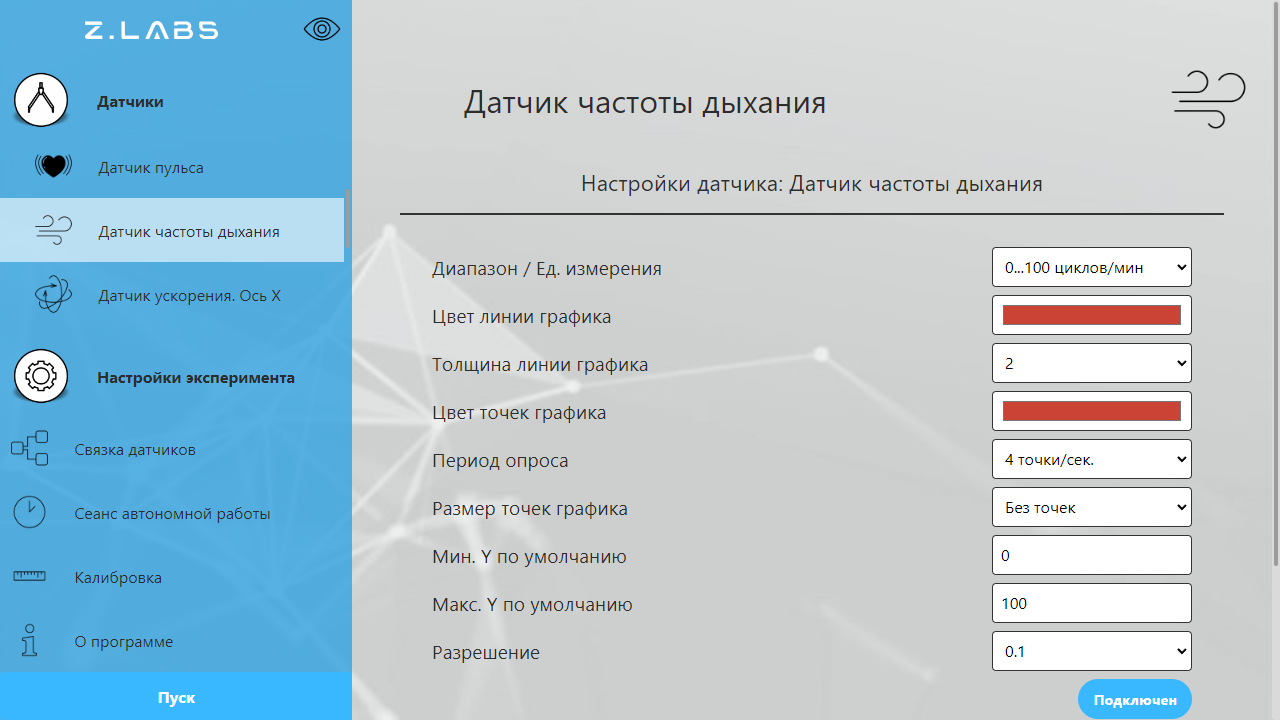 Z.LABS
Датчики
Датчик пульса
Датчик частоты дыхания
Датчик ускорения. Ось X
Настройки эксперимента
Связка датчиков
Сеанс автономной работы
Калибровка
О программе
Пуск
Датчик частоты дыхания
Настройки датчика: Датчик частоты дыхания
Диапазон / Ед. измерения 0...100 циклов/мин
Цвет линии графика
Толщина линии графика 2
Цвет точек графика
Период опроса 4 точки/сек.
Размер точек графика Без точек
Мин. Y по умолчанию 0
Макс. Y по умолчанию 100
Разрешение 0.1
Подключен